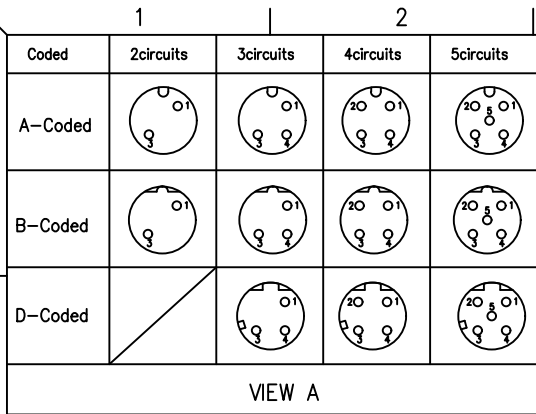 1 2
Coded 2circuits 3circuits 4circuits 5circuits
A-Coded
1 3
1 3 4
2 1 3 4
2 5 1 3 4
B-Coded
1 3
1 3 4
2 1 3 4
2 5 1 3 4
D-Coded
1 3 4
2 1 3 4
2 5 1 3 4
VIEW A